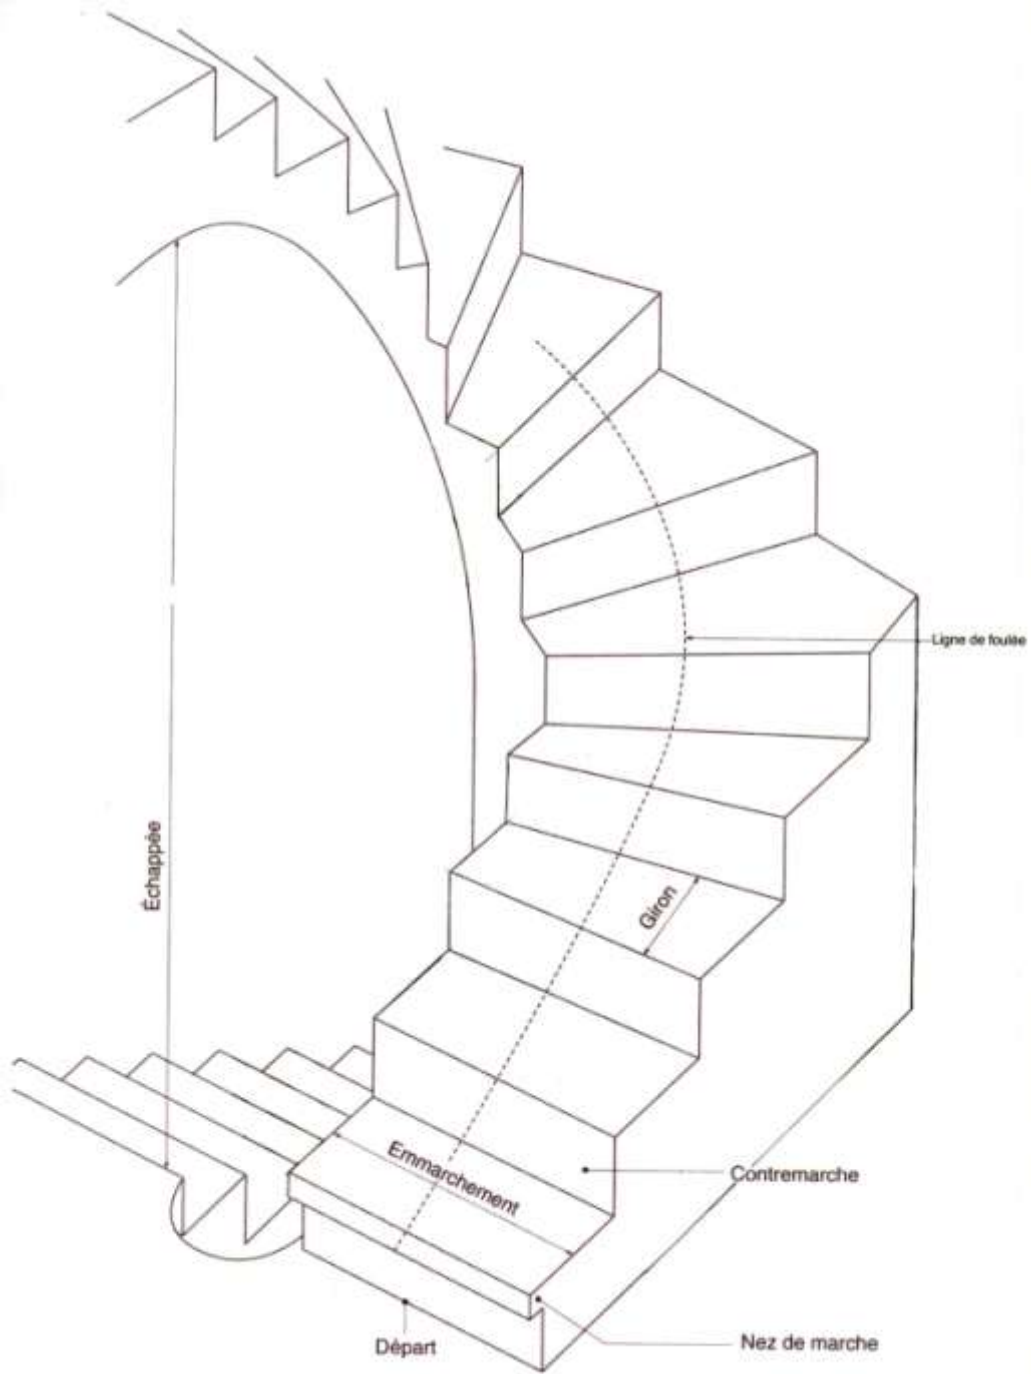 Ligne de foulée
Échappée
Giron
Emmarchement
Contremarche
Départ
Nez de marche